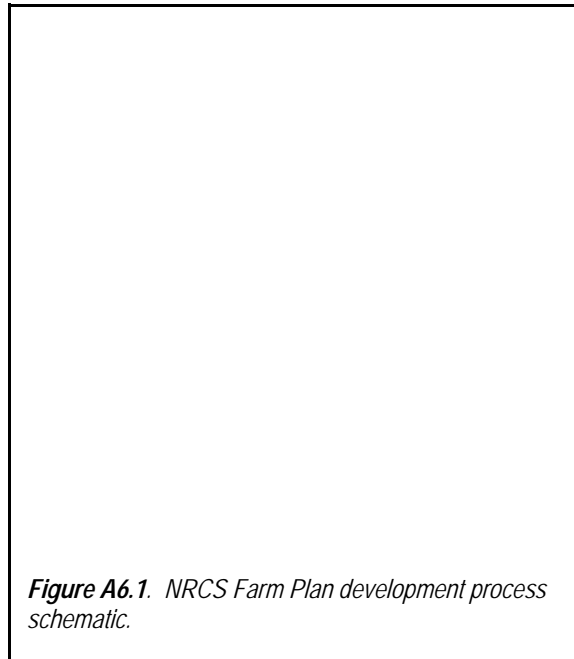 Figure A6.1. NRCS Farm Plan development process
schematic.